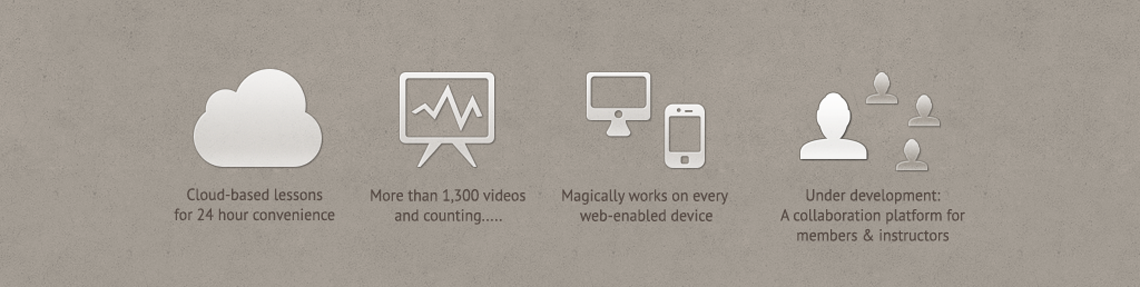 Cloud-based lessons
for 24 hour convenience
More than 1,300 videos
and counting.....
Magically works on every
web-enabled device
Under development:
A collaboration platform for
members & instructors